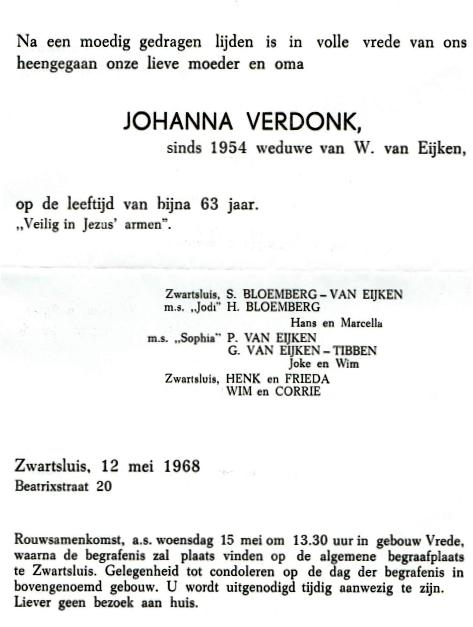 Na een moedig gedragen lijden is in volle vrede van ons
heengegaan onze lieve moeder en oma
JOHANNA VERDONK,
sinds 1954 weduwe van W. van Eijken,
op de leeftijd van bijna 63 jaar.
„Veilig in Jezus' armen”.
Zwartsluis, S. BLOEMBERG – VAN EIJKEN
m.s. „Jodi” H. BLOEMBERG
Hans en Marcella
m.s. „Sophia” P. VAN EIJKEN
G. VAN EIJKEN – TIBBEN
Joke en Wim
Zwartsluis, HENK en FRIEDA
WIM en CORRIE
Zwartsluis, 12 mei 1968
Beatrixstraat 20
Rouwsamenkomst, a.s. woensdag 15 mei om 13.30 uur in gebouw Vrede,
waarna de begrafenis zal plaats vinden op de algemene begraafplaats
te Zwartsluis. Gelegenheid tot condoleren op de dag der begrafenis in
bovengenoemd gebouw. U wordt uitgenodigd tijdig aanwezig te zijn.
Liever geen bezoek aan huis.